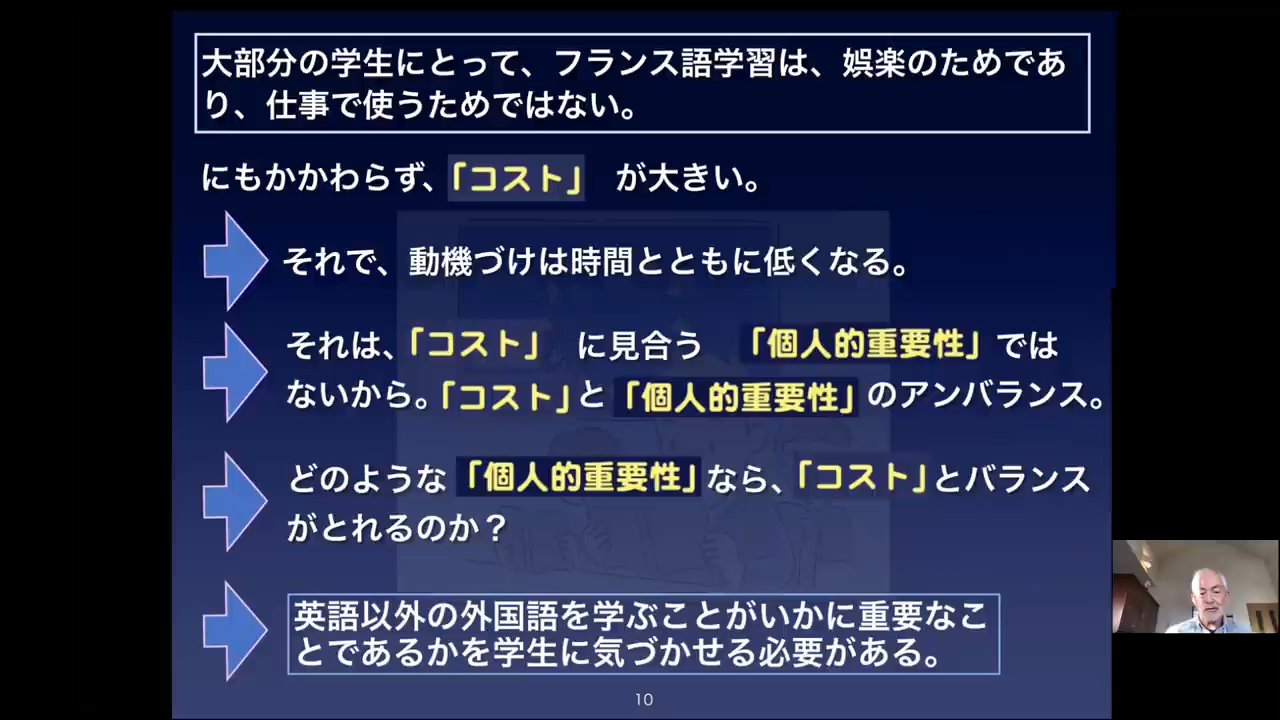 大部分の学生にとって、フランス語学習は、娯楽のためであ
り、仕事で使うためではない。
にもかかわらず、「コスト」 が大きい。
それで、動機づけは時間とともに低くなる。
それは、「コスト」 に見合う 「個人的重要性」では
ないから。「コスト」と「個人的重要性」のアンバランス。
どのような「個人的重要性」なら、「コスト」とバランス
がとれるのか？
英語以外の外国語を学ぶことがいかに重要なこ
とであるかを学生に気づかせる必要がある。
10